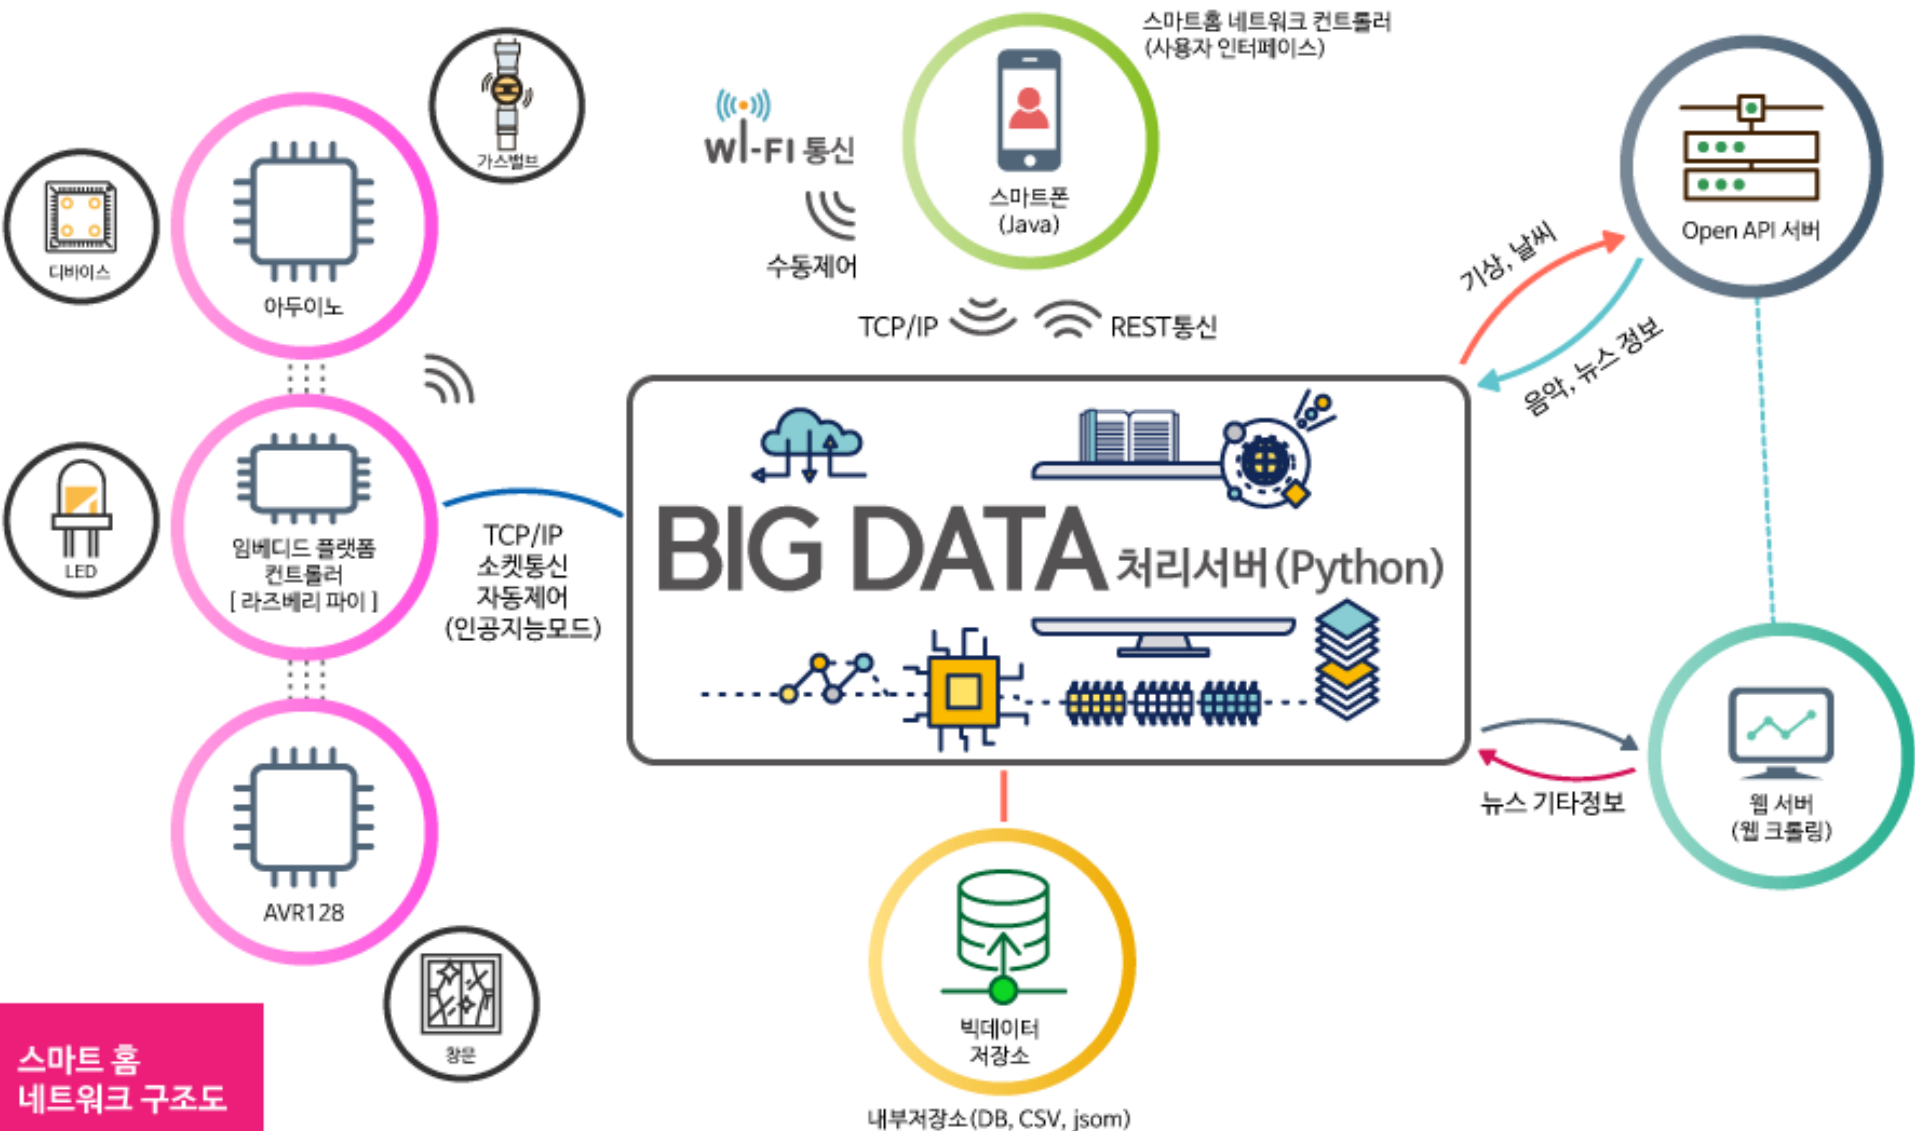 스마트홈 네트워크 컨트롤러
(사용자 인터페이스)
가스밸브
WI-FI 통신
수동제어
스마트폰
(Java)
디바이스
아두이노
Open API 서버
기상, 날씨
음악, 뉴스 정보
TCP/IP
REST통신
LED
임베디드 플랫폼
컨트롤러
[ 라즈베리 파이 ]
TCP/IP
소켓통신
자동제어
(인공지능모드)
BIG DATA 처리서버(Python)
뉴스 기타정보
웹 서버
(웹 크롤링)
AVR128
창문
빅데이터
저장소
내부저장소(DB, CSV, jsom)
스마트 홈
네트워크 구조도